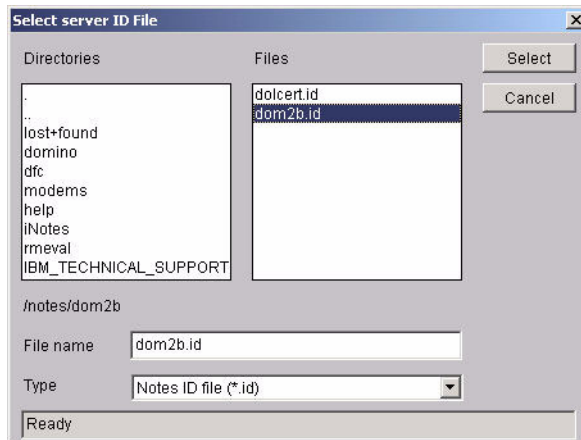 Select server ID File
Directories
Files
Select
Cancel
.
..
lost+found
domino
dfc
modems
help
iNotes
rmeval
IBM_TECHNICAL_SUPPORT
dolcert.id
dom2b.id
/notes/dom2b
File name
dom2b.id
Type
Notes ID file (*.id)
Ready